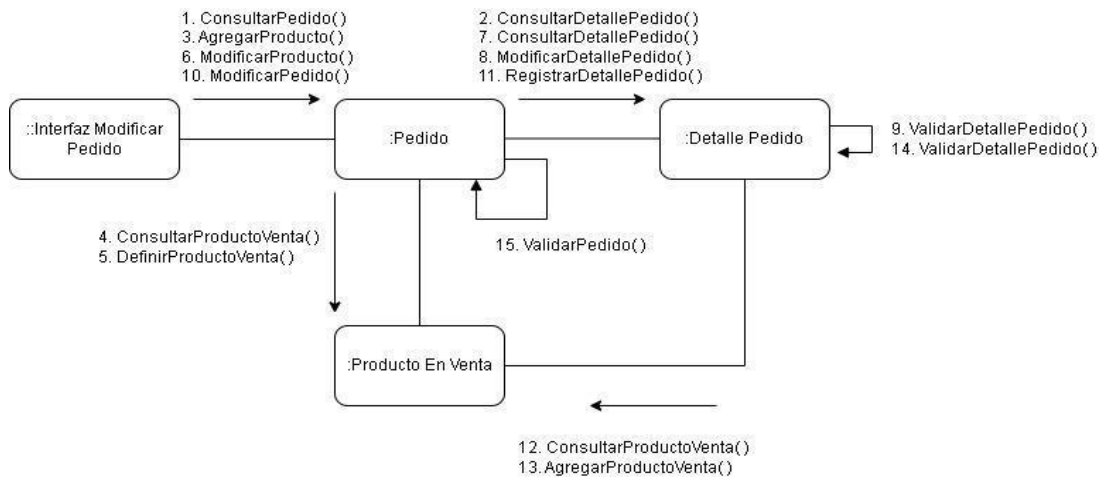 1. ConsultarPedido()
3. AgregarProducto()
6. ModificarProducto()
10. ModificarPedido()
2. ConsultarDetallePedido()
7. ConsultarDetallePedido()
8. ModificarDetallePedido()
11. RegistrarDetallePedido()
::Interfaz Modificar
Pedido
:Pedido
:Detalle Pedido
9. ValidarDetallePedido()
14. ValidarDetallePedido()
4. ConsultarProductoVenta()
5. DefinirProductoVenta()
15. ValidarPedido()
:Producto En Venta
12. ConsultarProductoVenta()
13. AgregarProductoVenta()